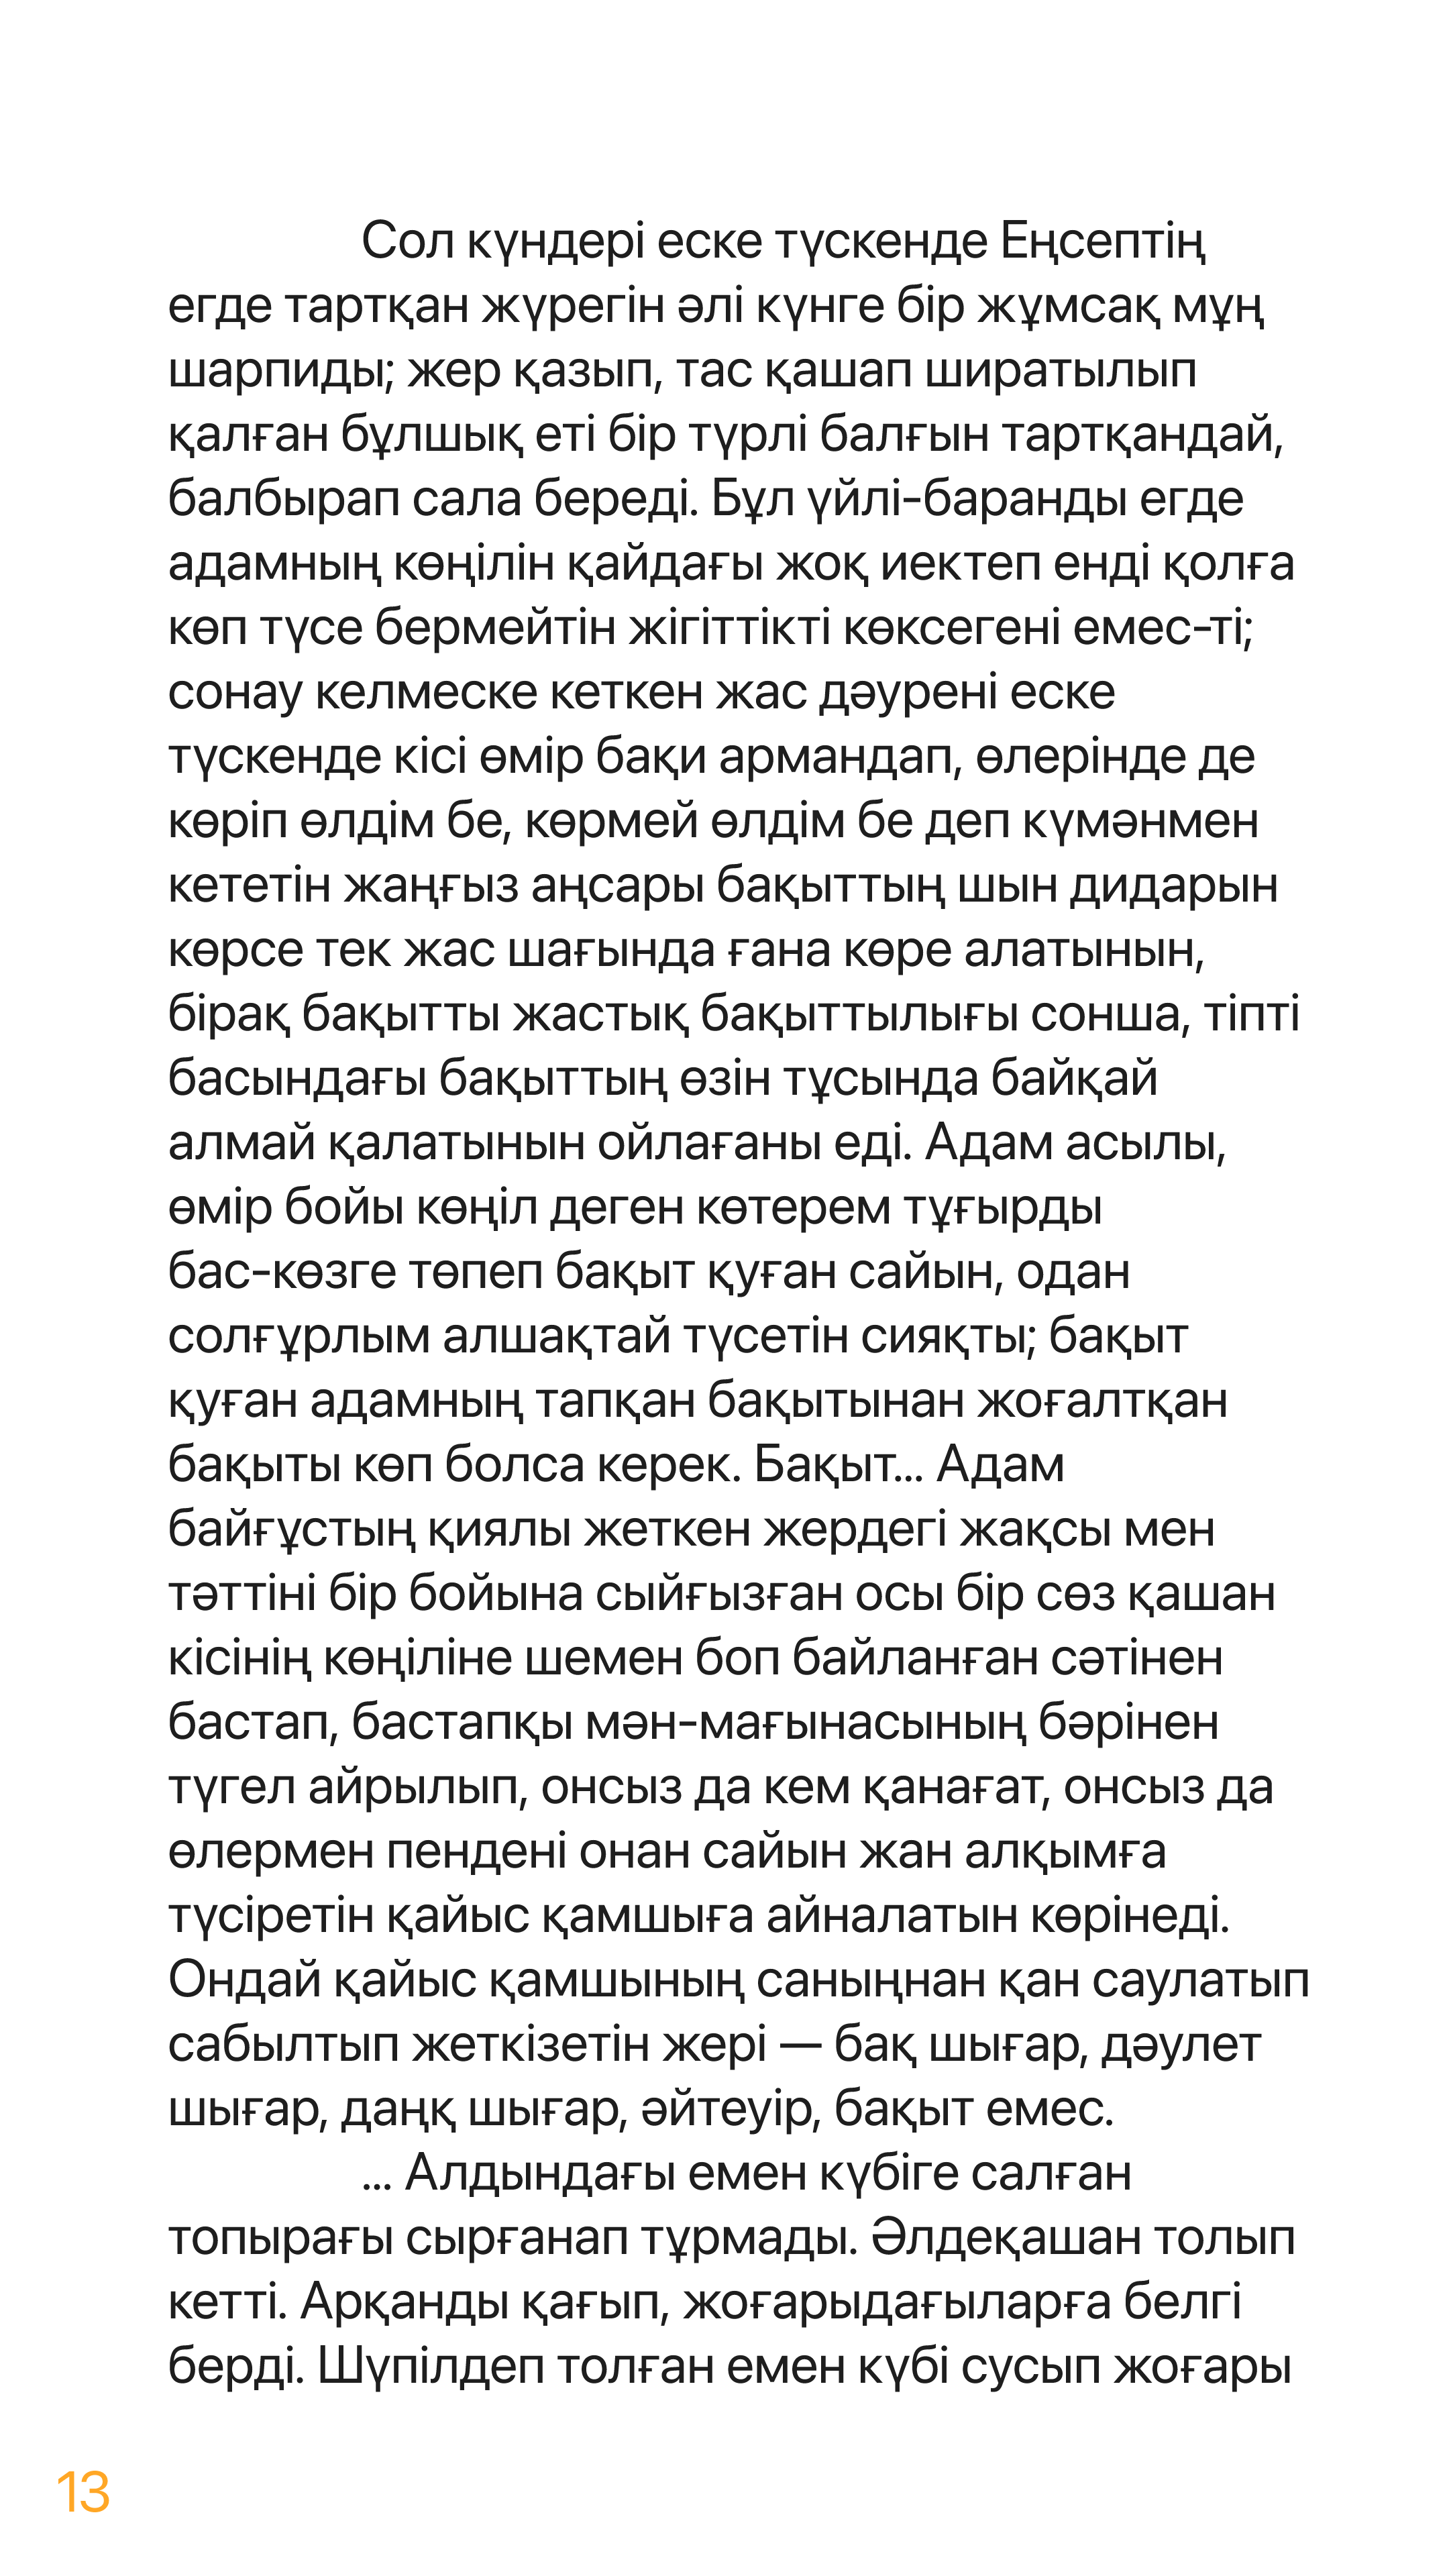 Сол күндері еске түскенде Еңсептің
егде тартқан жүрегін әлі күнге бір жұмсақ мұң
шарпиды; жер қазып, тас қашап ширатылып
қалған бұлшық еті бір түрлі балғын тартқандай,
балбырап сала береді. Бұл үйлі-баранды егде
адамның көңілін қайдағы жоқ иектеп енді қолға
көп түсе бермейтін жігіттікті көксегені емес-ті;
сонау келмеске кеткен жас дәурені еске
түскенде кісі өмір бақи армандап, өлерінде де
көріп өлдім бе, көрмей өлдім бе деп күмәнмен
кететін жаңғыз аңсары бақыттың шын дидарын
көрсе тек жас шағында ғана көре алатынын,
бірақ бақытты жастық бақыттылығы сонша, тіпті
басындағы бақыттың өзін тұсында байқай
алмай қалатынын ойлағаны еді. Адам асылы,
өмір бойы көңіл деген көтерем тұғырды
бас-көзге төпеп бақыт қуған сайын, одан
солғұрлым алшақтай түсетін сияқты; бақыт
қуған адамның тапқан бақытынан жоғалтқан
бақыты көп болса керек. Бақыт... Адам
байғұстың қиялы жеткен жердегі жақсы мен
тәттіні бір бойына сыйғызған осы бір сөз қашан
кісінің көңіліне шемен боп байланған сәтінен
бастап, бастапқы мән-мағынасының бәрінен
түгел айрылып, онсыз да кем қанағат, онсыз да
өлермен пендені онан сайын жан алқымға
түсіретін қайыс қамшыға айналатын көрінеді.
Ондай қайыс қамшының саныңнан қан саулатып
сабылтып жеткізетін жері — бақ шығар, дәулет
шығар, даңқ шығар, әйтеуір, бақыт емес.
... Алдындағы емен күбіге салған
топырағы сырғанап тұрмады. Әлдеқашан толып
кетті. Арқанды қағып, жоғарыдағыларға белгі
берді. Шүпілдеп толған емен күбі сусып жоғары
13